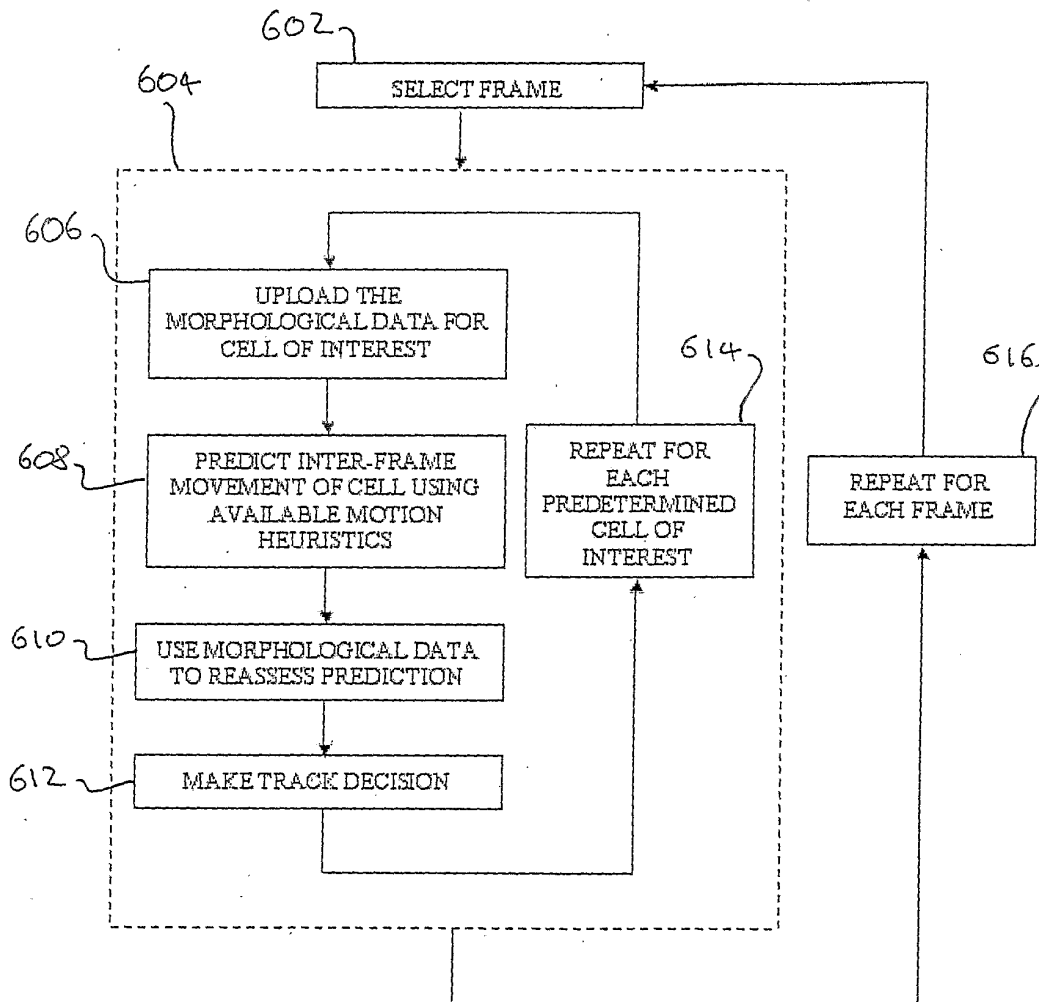 602
SELECT FRAME
604
606
UPLOAD THE
MORPHOLOGICAL DATA FOR
CELL OF INTEREST
614
616
608
PREDICT INTER-FRAME
MOVEMENT OF CELL USING
AVAILABLE MOTION
HEURISTICS
REPEAT FOR
EACH
PREDETERMINED
CELL OF
INTEREST
REPEAT FOR
EACH FRAME
610
USE MORPHOLOGICAL DATA
TO REASSESS PREDICTION
612
MAKE TRACK DECISION